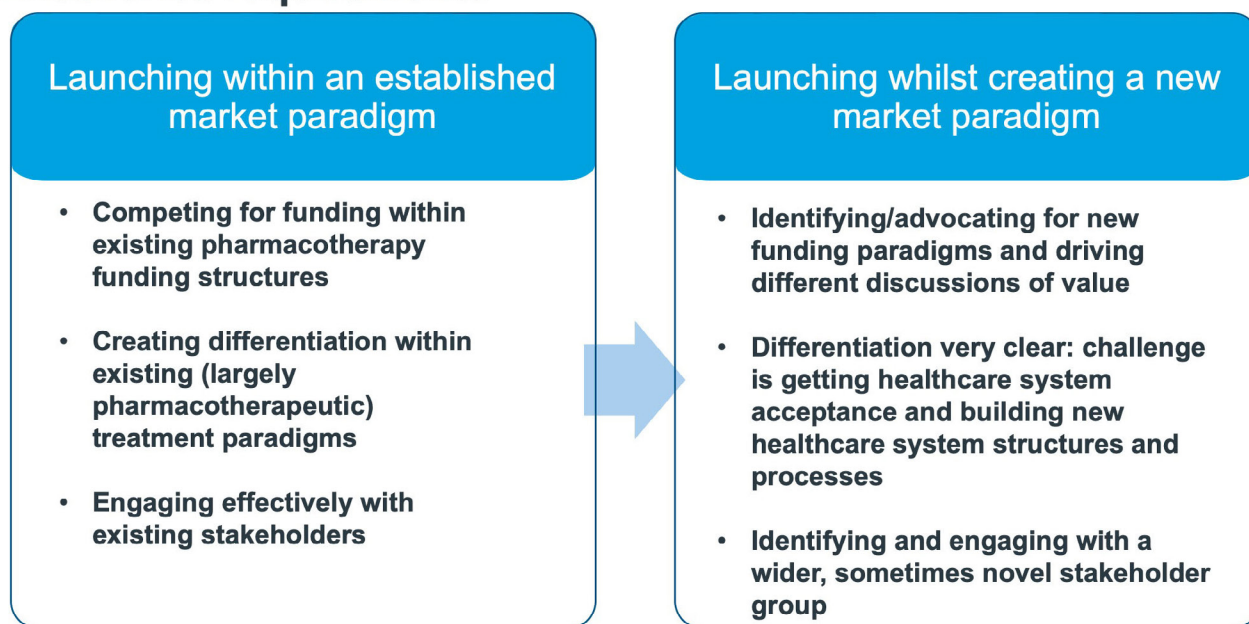 Launching within an established
market paradigm
• Competing for funding within
existing pharmacotherapy
funding structures
• Creating differentiation within
existing (largely
pharmacotherapeutic)
treatment paradigms
• Engaging effectively with
existing stakeholders
Launching whilst creating a new
market paradigm
• Identifying/advocating for new
funding paradigms and driving
different discussions of value
• Differentiation very clear: challenge
is getting healthcare system
acceptance and building new
healthcare system structures and
processes
• Identifying and engaging with a
wider, sometimes novel stakeholder
group